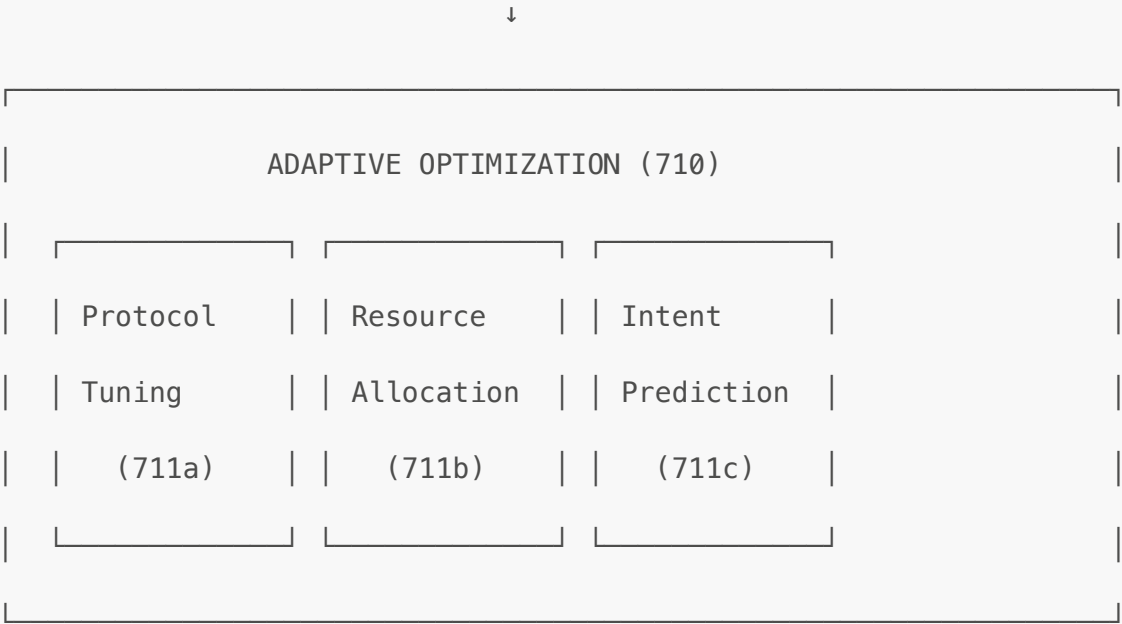 ↓
ADAPTIVE OPTIMIZATION (710)
Protocol Resource Intent
Tuning Allocation Prediction
(711a) (711b) (711c)